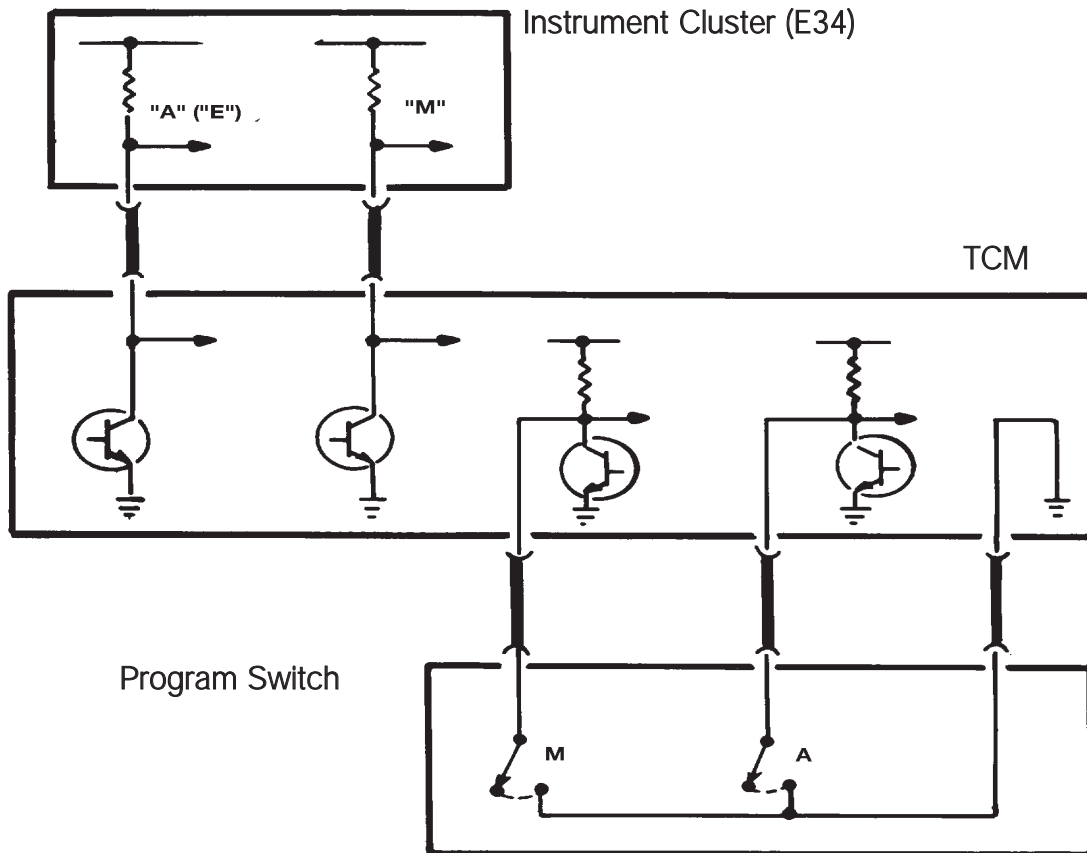 Instrument Cluster (E34)
"A" ("E")
"M"
TCM
Program Switch
M
A